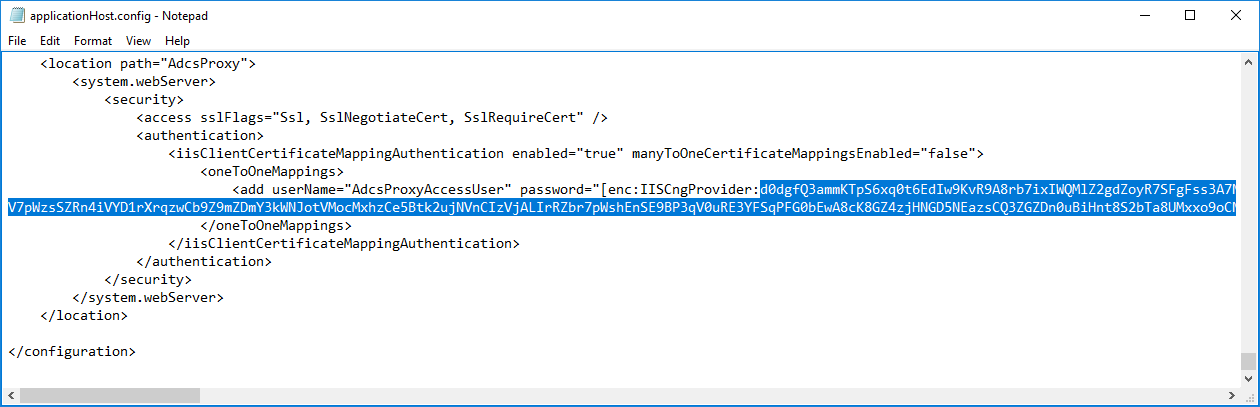 applicationHost.config - Notepad
File Edit Format View Help
<location path="AdcsProxy">
<system.webServer>
<security>
<access sslFlags="Ssl, SslNegotiateCert, SslRequireCert" />
<authentication>
<iisClientCertificateMappingAuthentication enabled="true" manyToOneCertificateMappingsEnabled="false">
<oneToOneMappings>
<add userName="AdcsProxyAccessUser" password="[enc:IISCngProvider:d0dgfQ3ammKTpS6xq0t6EdIw9KvR9A8rb7ixIWQMlZ2gdZoyR7SFgFss3A7M
V7pWzsSZRn4iVYD1rXrqzwCb9Z9mZDmY3kWNJotVMocMxhzCe5Btk2ujNVnCIzVjALIrRZbr7pWshEnSE9BP3qV0uRE3YFSqPFG0bEwA8cK8GZ4zjHNGD5NEazsCQ3ZGZDn0uBiHnt8S2bTa8UMxxo9oCM
</oneToOneMappings>
</iisClientCertificateMappingAuthentication>
</authentication>
</security>
</system.webServer>
</location>
</configuration>